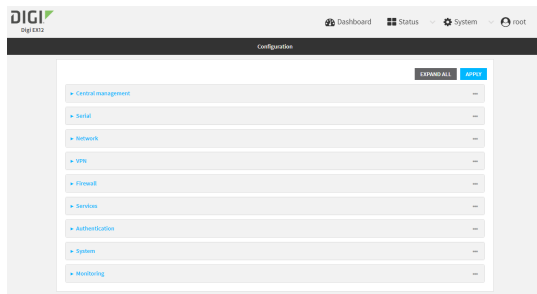 DIGI
Digi EX12
Dashboard Status System root
Configuration
EXPAND ALL APPLY
Central management
Serial
Network
VPN
Firewall
Services
Authentication
System
Monitoring